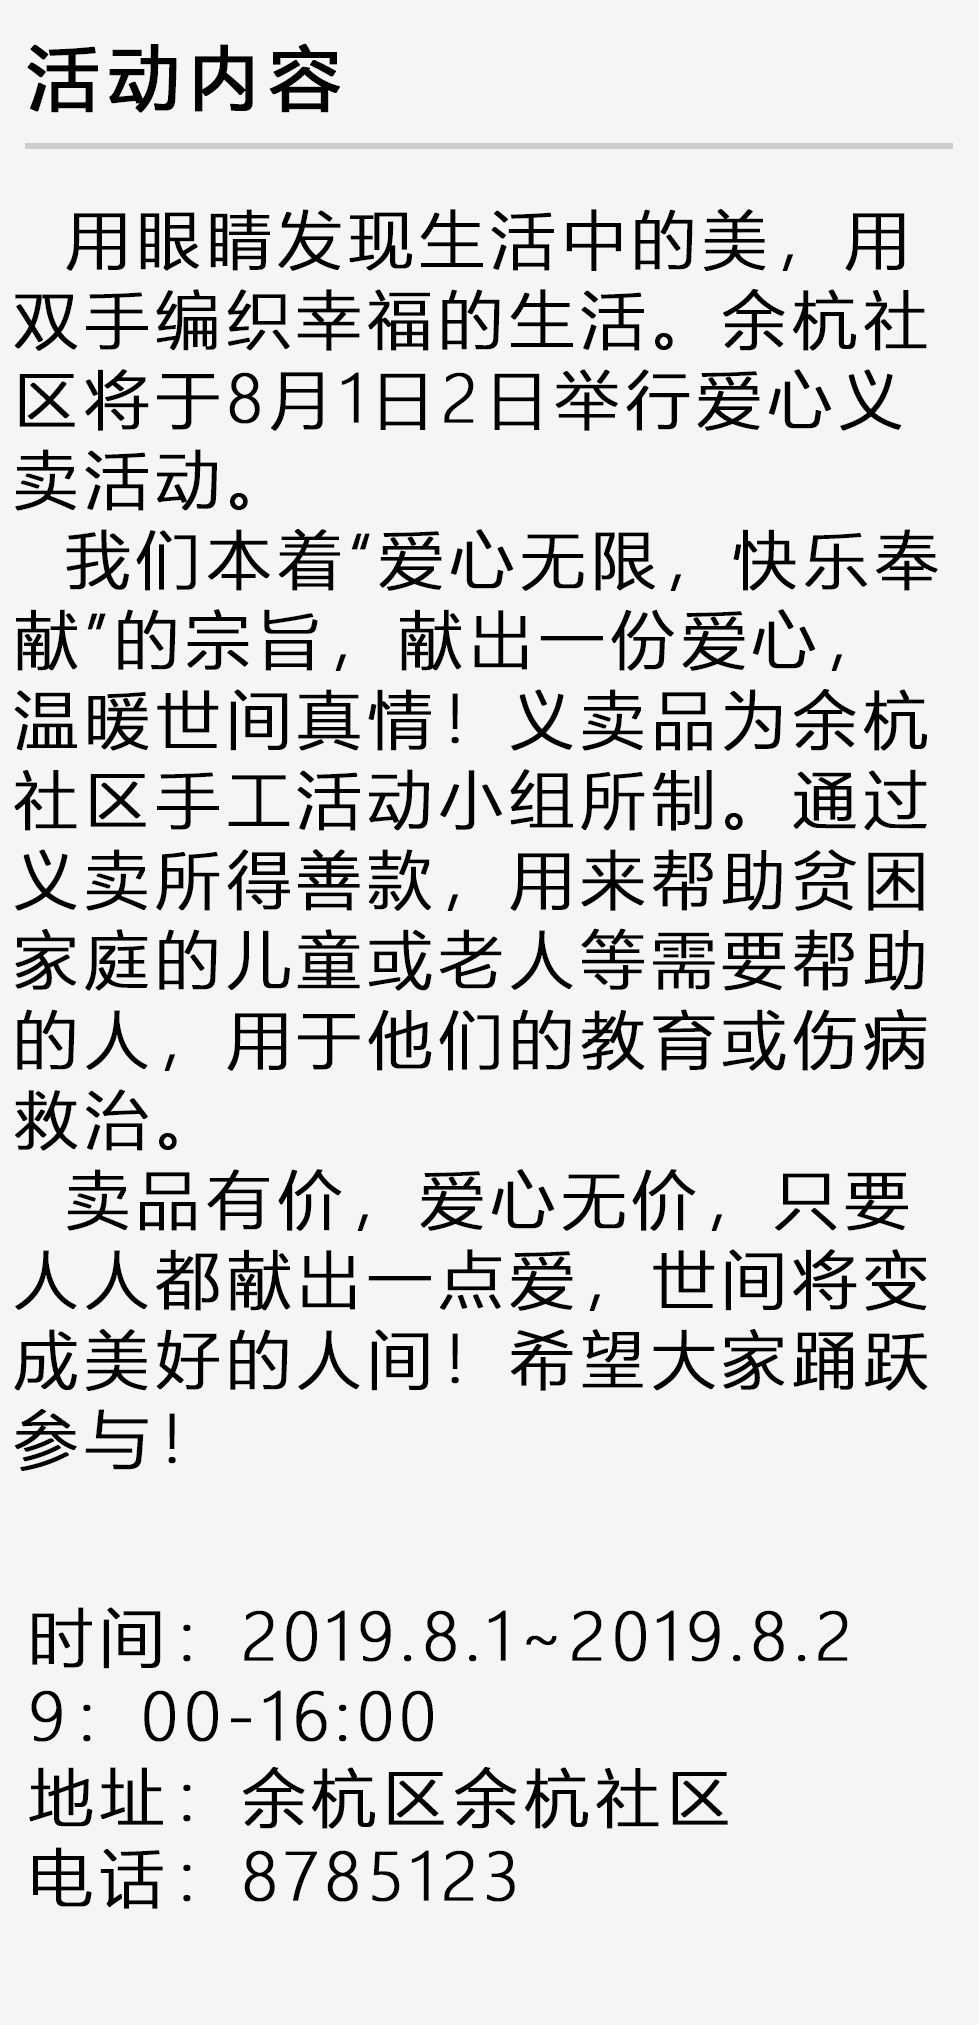 活动内容
用眼睛发现生活中的美，用
双手编织幸福的生活。余杭社
区将于8月1日2日举行爱心义
卖活动。
我们本着“爱心无限，快乐奉
献”的宗旨，献出一份爱心，
温暖世间真情！义卖品为余杭
社区手工活动小组所制。通过
义卖所得善款，用来帮助贫困
家庭的儿童或老人等需要帮助
的人，用于他们的教育或伤病
救治。
卖品有价，爱心无价，只要
人人都献出一点爱，世间将变
成美好的人间！希望大家踊跃
参与！
时间：2019.8.1~2019.8.2
9：00-16:00
地址：余杭区余杭社区
电话：8785123